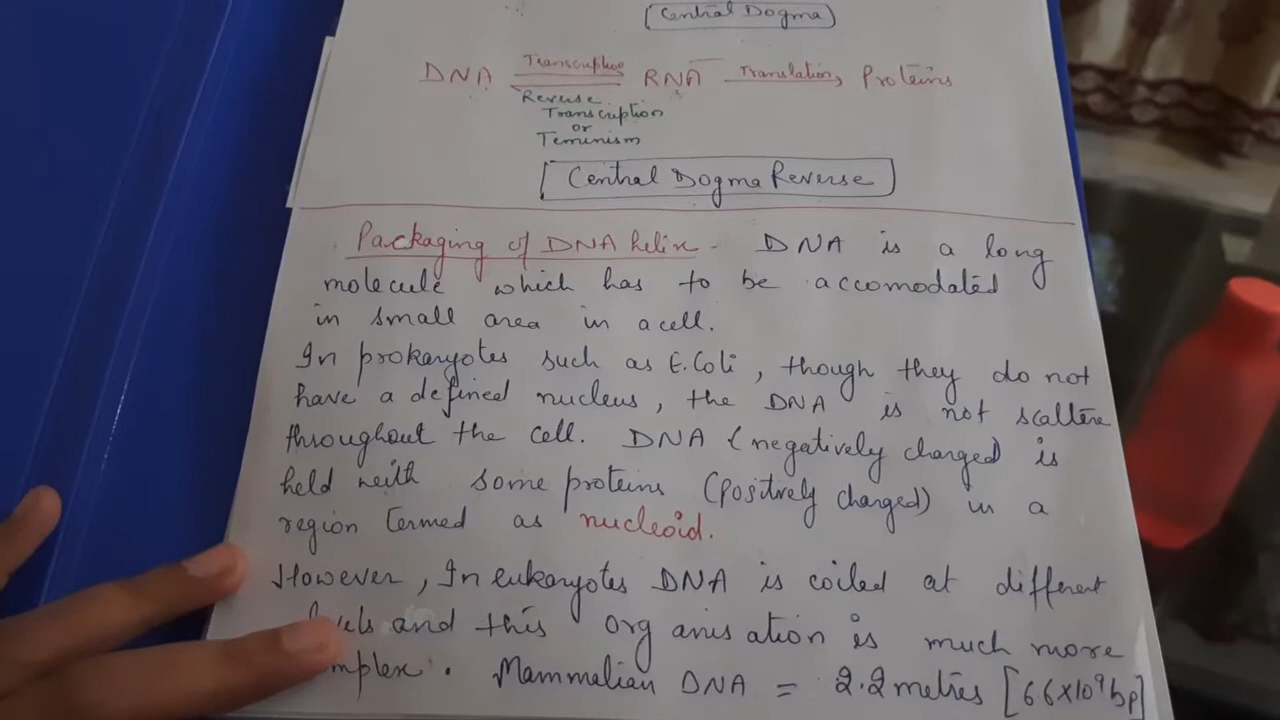 Central Dogma
DNA Transcription RNA Translation Proteins
Reverse
Transcription
or
Teminism
Central Dogma Reverse
Packaging of DNA helix - DNA is a long
molecule which has to be accomodated
in small area in a cell.
In prokaryotes such as E.Coli, though they do not
have a defined nucleus, the DNA is not scattere
throughout the cell. DNA (negatively charged) is
held with some proteins (Positively charged) in a
region termed as nucleoid.
However, In eukaryotes DNA is coiled at different
and this organisation is much more
. Mammalian DNA = 2.2 metres [6.6x10⁹bp]